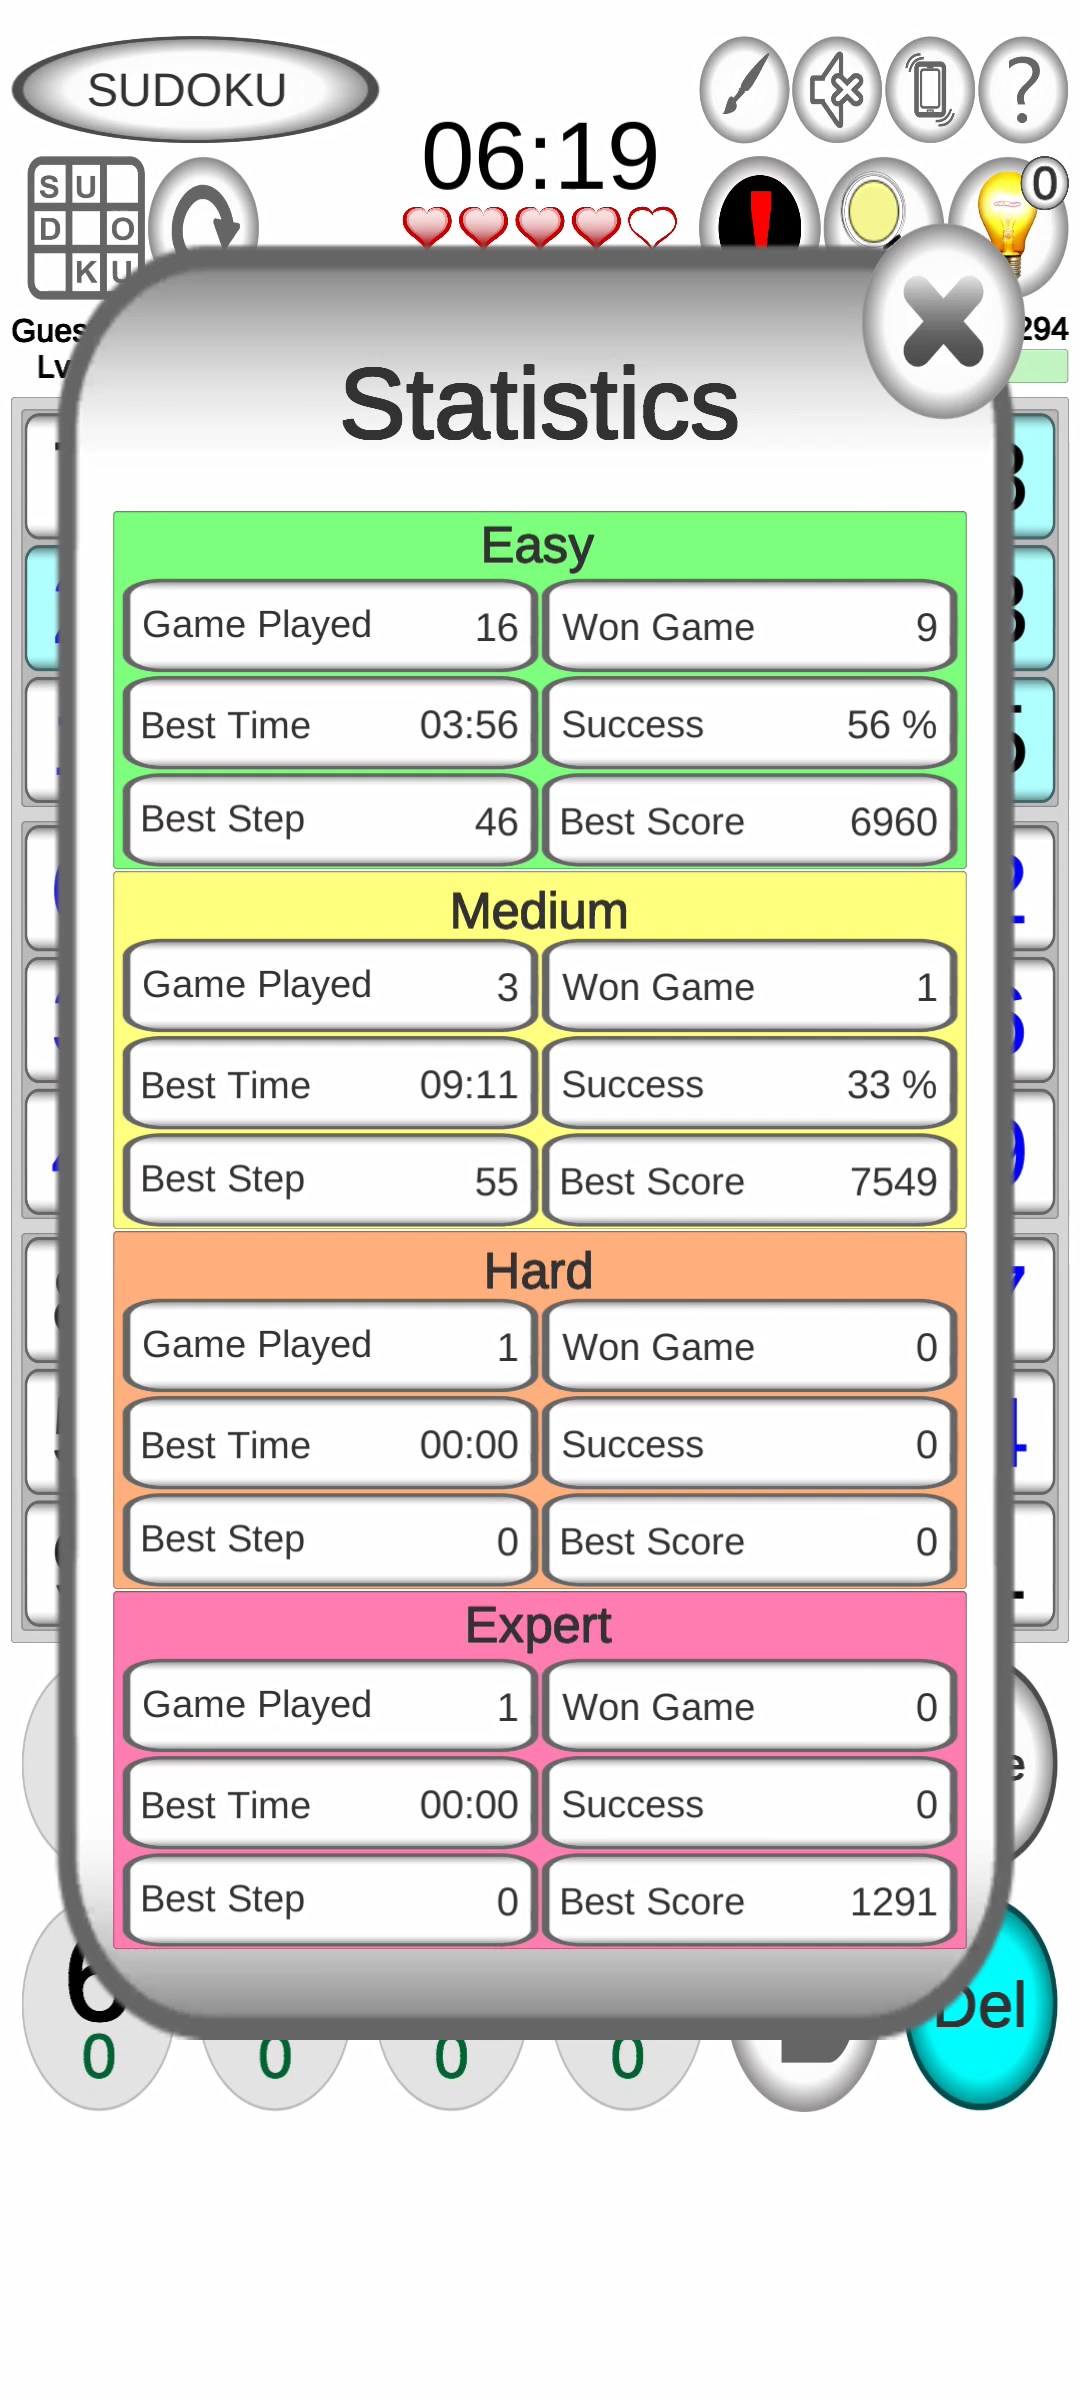 SUDOKU
06:19
S U
D O
K U
0
Gues
294
Lv
Statistics
Easy
Game Played 16 Won Game 9
Best Time 03:56 Success 56 %
Best Step 46 Best Score 6960
Medium
Game Played 3 Won Game 1
Best Time 09:11 Success 33 %
Best Step 55 Best Score 7549
Hard
Game Played 1 Won Game 0
Best Time 00:00 Success 0
Best Step 0 Best Score 0
Expert
Game Played 1 Won Game 0
Best Time 00:00 Success 0
Best Step 0 Best Score 1291
6 Del
0 0 0 0